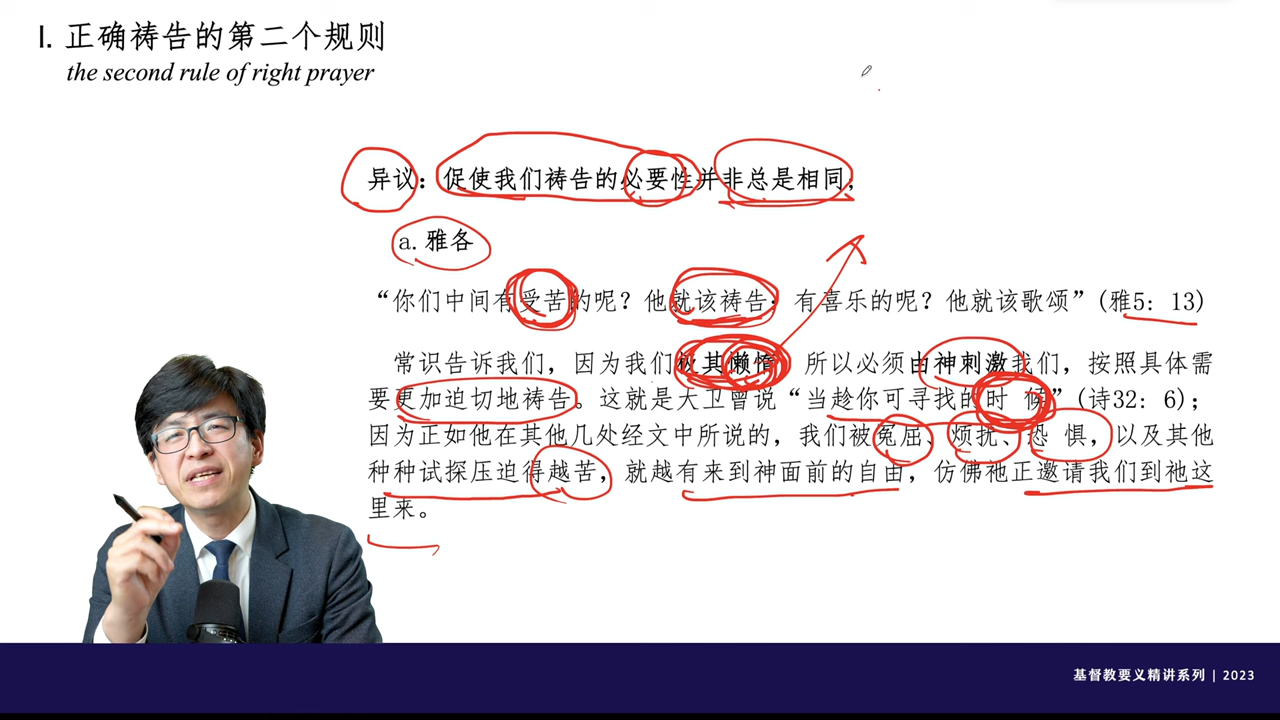 I. 正确祷告的第二个规则
the second rule of right prayer
异议：促使我们祷告的必要性并非总是相同；
a. 雅各
“你们中间有受苦的呢？他就该祷告；有喜乐的呢？他就该歌颂”(雅5：13)
常识告诉我们，因为我们极其懒惰，所以必须由神刺激我们，按照具体需
要更加迫切地祷告。这就是大卫曾说“当趁你可寻找的时 候”(诗32：6)；
因为正如他在其他几处经文中所说的，我们被冤屈、烦扰、恐 惧，以及其他
种种试探压迫得越苦，就越有来到神面前的自由，仿佛祂正邀请我们到祂这
里来。
基督教要义精讲系列 | 2023